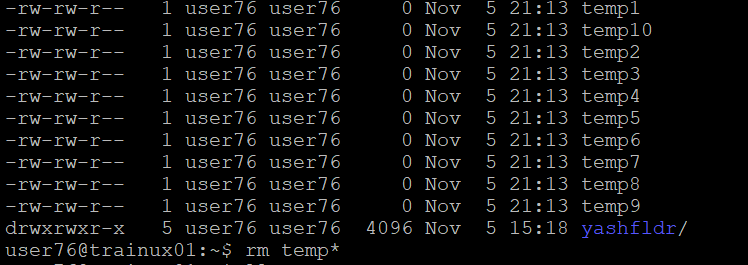 -rw-rw-r-- 1 user76 user76 0 Nov 5 21:13 temp1
-rw-rw-r-- 1 user76 user76 0 Nov 5 21:13 temp10
-rw-rw-r-- 1 user76 user76 0 Nov 5 21:13 temp2
-rw-rw-r-- 1 user76 user76 0 Nov 5 21:13 temp3
-rw-rw-r-- 1 user76 user76 0 Nov 5 21:13 temp4
-rw-rw-r-- 1 user76 user76 0 Nov 5 21:13 temp5
-rw-rw-r-- 1 user76 user76 0 Nov 5 21:13 temp6
-rw-rw-r-- 1 user76 user76 0 Nov 5 21:13 temp7
-rw-rw-r-- 1 user76 user76 0 Nov 5 21:13 temp8
-rw-rw-r-- 1 user76 user76 0 Nov 5 21:13 temp9
drwxrwxr-x 5 user76 user76 4096 Nov 5 15:18 yashfldr/
user76@trainux01:~$ rm temp*